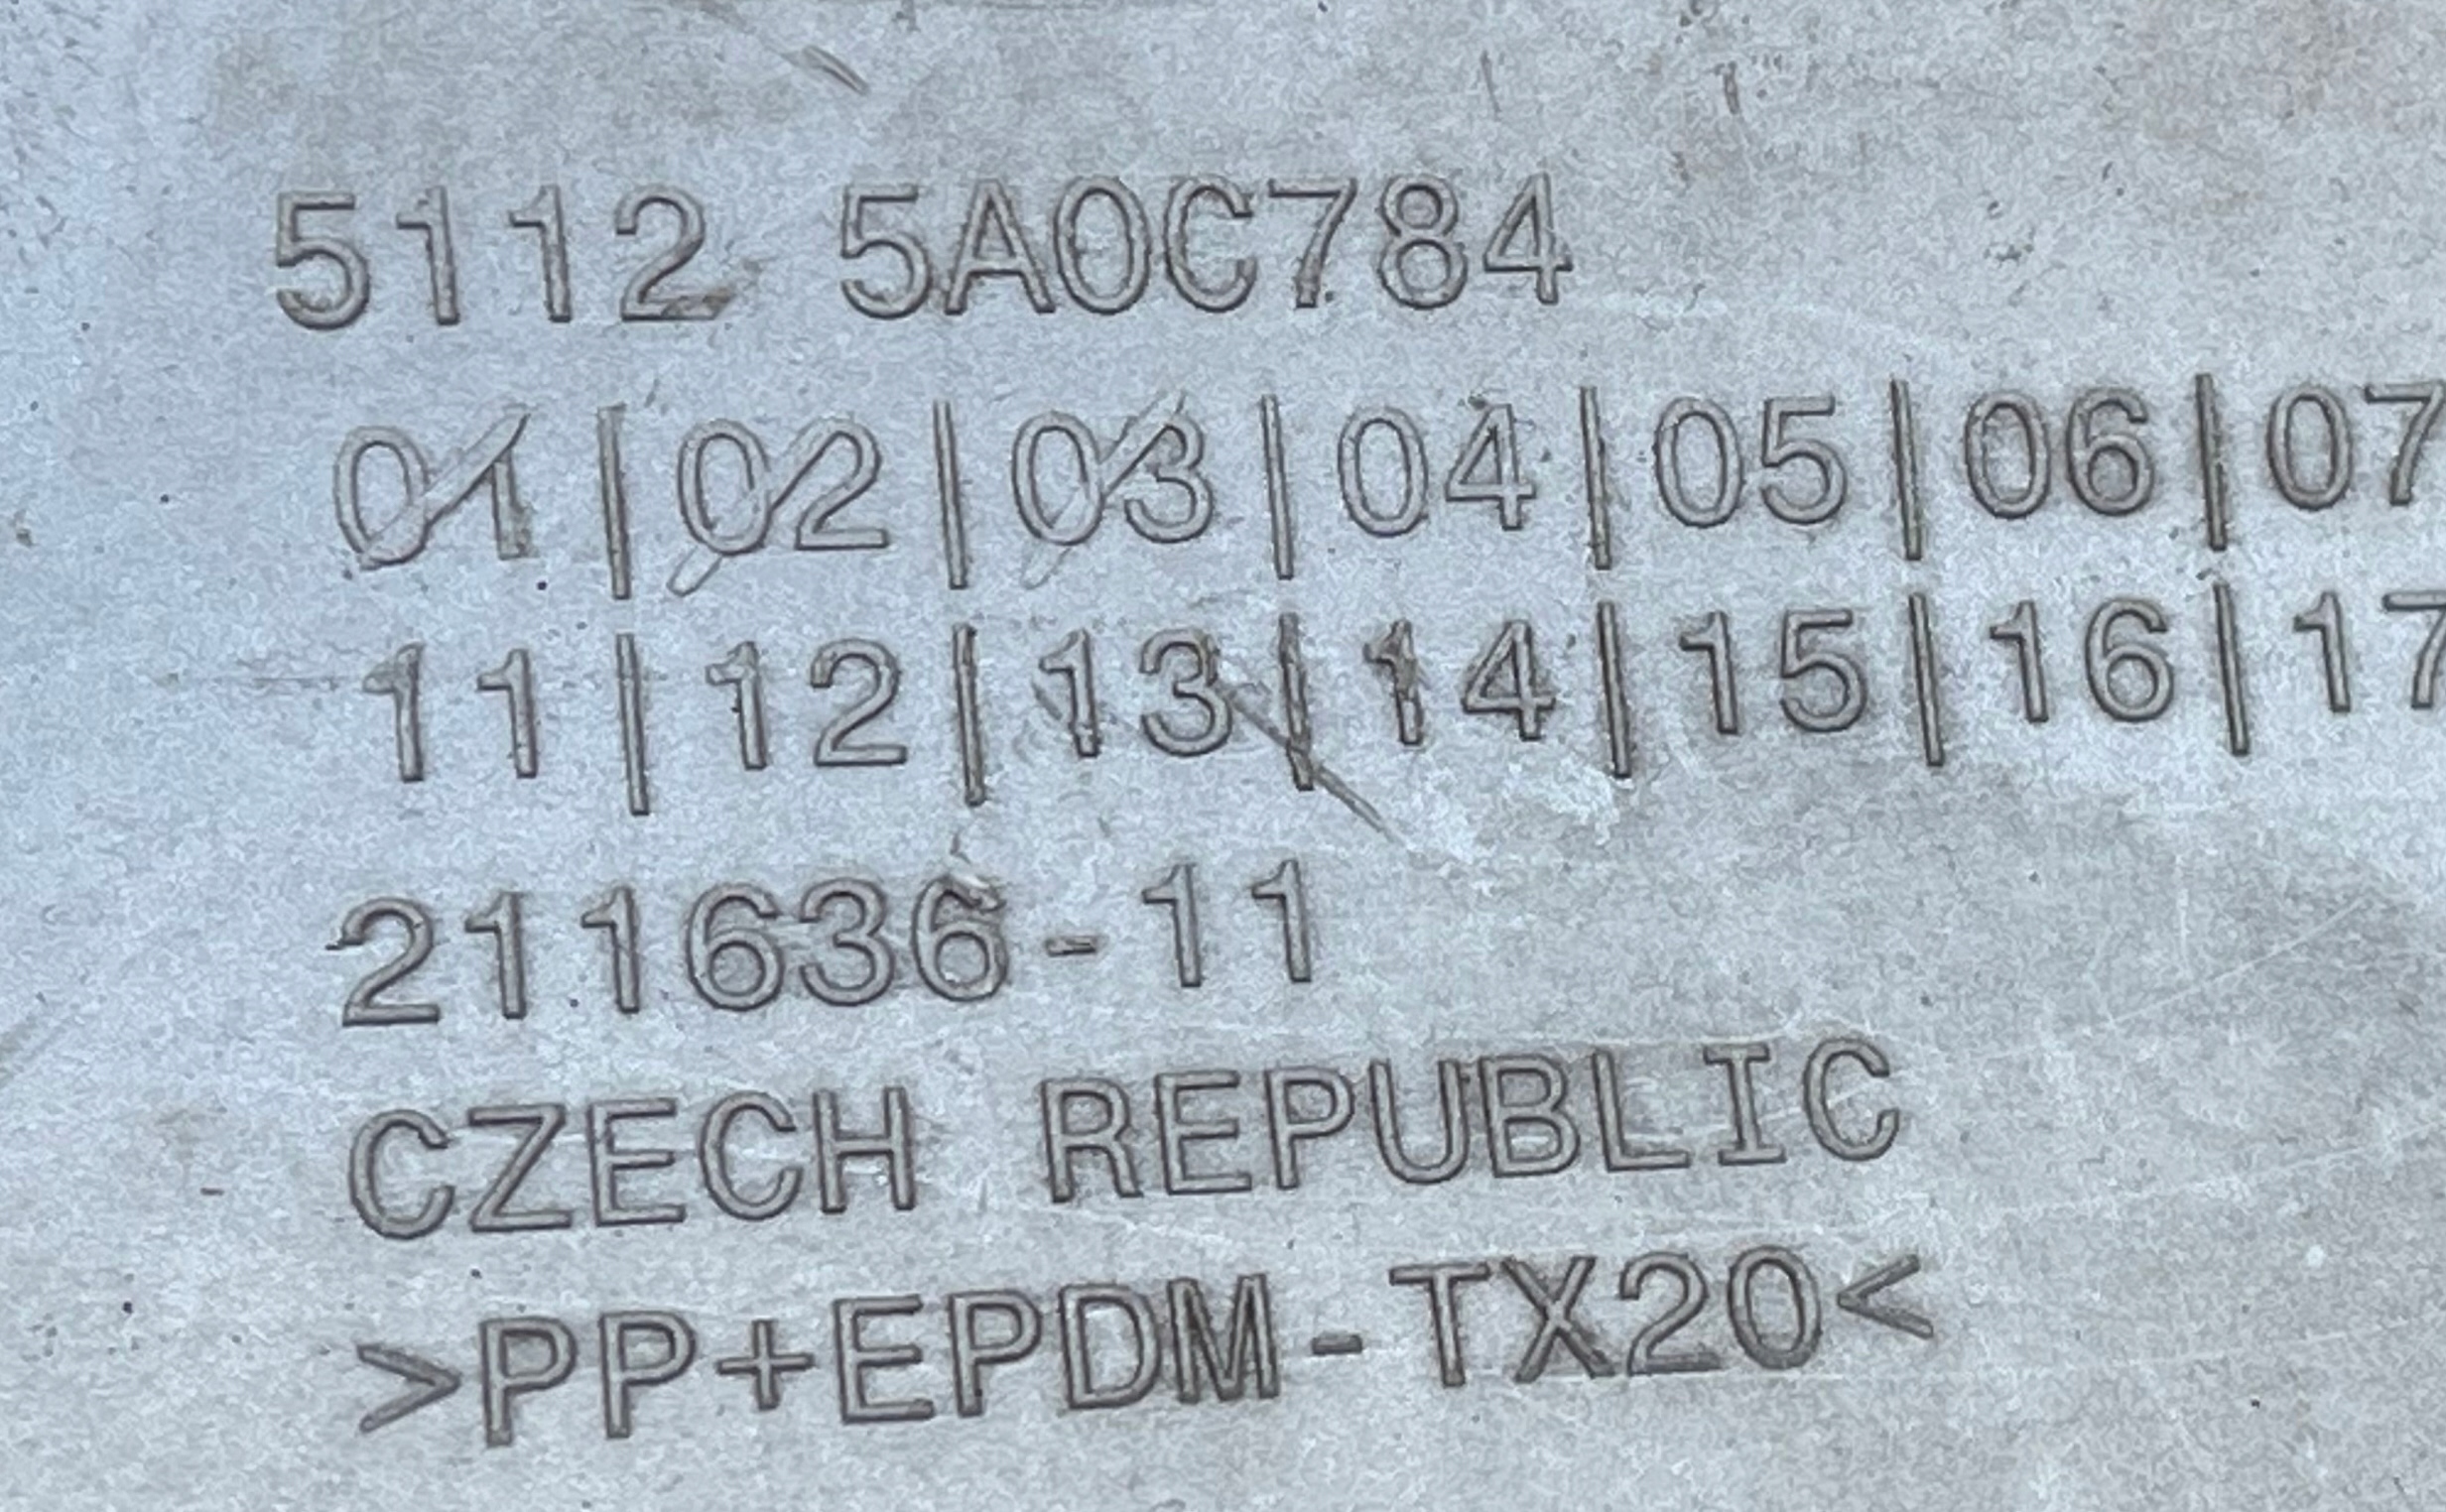 5112 5A0C784
01|02|03|04|05|06|07
11|12|13|14|15|16|17
211636-11
CZECH REPUBLIC
>PP+EPDM-TX20<